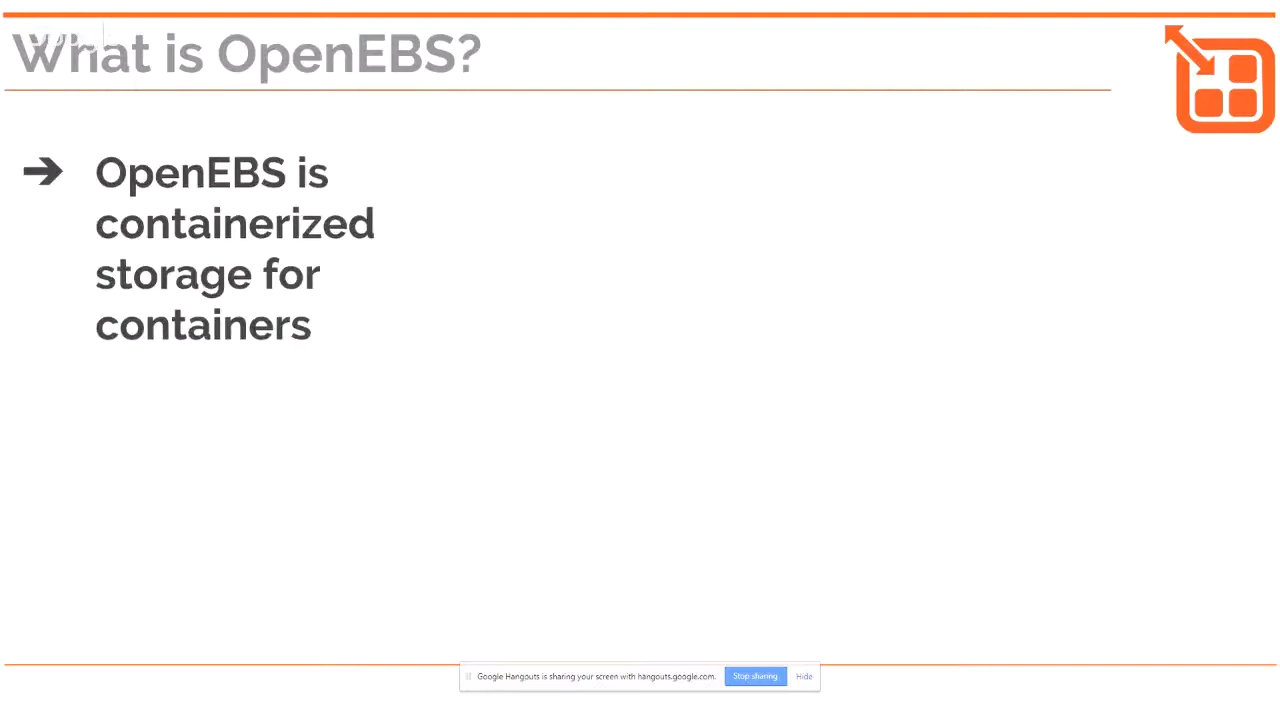 What is OpenEBS?
➔ OpenEBS is
containerized
storage for
containers
Google Hangouts is sharing your screen with hangouts.google.com.
Stop sharing
Hide